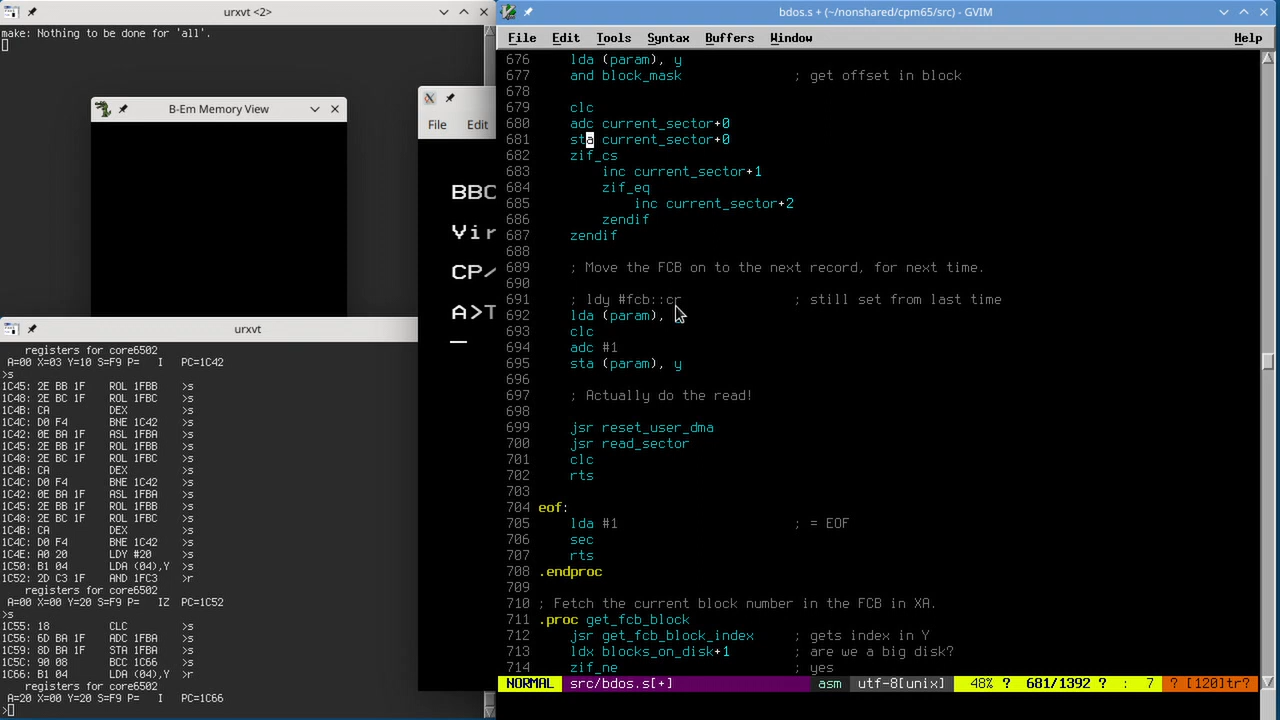 urxvt <2>
make: Nothing to be done for 'all'.
B-Em Memory View
File Edit
BBC
Vir
CP/
A>T
urxvt
registers for core6502
A=00 X=03 Y=10 S=F9 P=   I   PC=1C42
>s
1C45: 2E BB 1F   ROL 1FBB   >s
1C48: 2E BC 1F   ROL 1FBC   >s
1C4B: CA         DEX        >s
1C4C: D0 F4      BNE 1C42   >s
1C42: 0E BA 1F   ASL 1FBA   >s
1C45: 2E BB 1F   ROL 1FBB   >s
1C48: 2E BC 1F   ROL 1FBC   >s
1C4B: CA         DEX        >s
1C4C: D0 F4      BNE 1C42   >s
1C42: 0E BA 1F   ASL 1FBA   >s
1C45: 2E BB 1F   ROL 1FBB   >s
1C48: 2E BC 1F   ROL 1FBC   >s
1C4B: CA         DEX        >s
1C4C: D0 F4      BNE 1C42   >s
1C4E: A0 20      LDY #20    >s
1C50: B1 04      LDA (04),Y >s
1C52: 2D C3 1F   AND 1FC3   >r
registers for core6502
A=00 X=00 Y=20 S=F9 P=   IZ  PC=1C52
>s
1C55: 18         CLC        >s
1C56: 6D BA 1F   ADC 1FBA   >s
1C59: 8D BA 1F   STA 1FBA   >s
1C5C: 90 08      BCC 1C66   >s
1C66: B1 04      LDA (04),Y >r
registers for core6502
A=20 X=00 Y=20 S=F9 P=   I   PC=1C66
>
bdos.s + (~/nonshared/cpm65/src) - GVIM
File Edit Tools Syntax Buffers Window Help
676     lda (param), y
677     and block_mask              ; get offset in block
678
679     clc
680     adc current_sector+0
681     sta current_sector+0
682     zif_cs
683         inc current_sector+1
684         zif_eq
685             inc current_sector+2
686         zendif
687     zendif
688
689     ; Move the FCB on to the next record, for next time.
690
691     ; ldy #fcb::cr              ; still set from last time
692     lda (param),
693     clc
694     adc #1
695     sta (param), y
696
697     ; Actually do the read!
698
699     jsr reset_user_dma
700     jsr read_sector
701     clc
702     rts
703
704 eof:
705     lda #1                      ; = EOF
706     sec
707     rts
708 .endproc
709
710 ; Fetch the current block number in the FCB in XA.
711 .proc get_fcb_block
712     jsr get_fcb_block_index     ; gets index in Y
713     ldx blocks_on_disk+1        ; are we a big disk?
714     zif_ne                      ; yes
NORMAL src/bdos.s[+] asm utf-8[unix] 48% ? 681/1392 ? : 7 ? [120]tr?